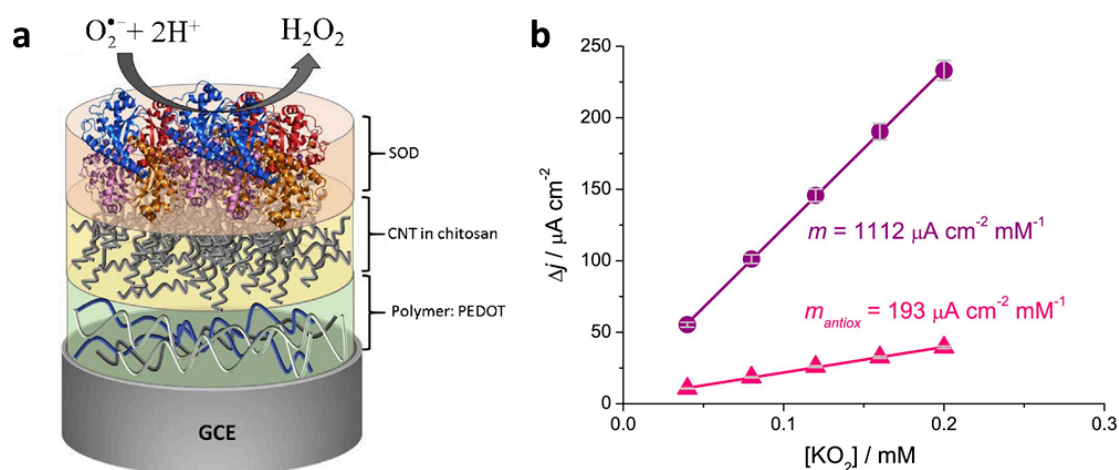 a
O₂•⁻ + 2H⁺ H₂O₂
SOD
CNT in chitosan
Polymer: PEDOT
GCE
b
250
200
150
100
50
0
Δj / μA cm⁻²
m = 1112 μA cm⁻² mM⁻¹
m_antiox = 193 μA cm⁻² mM⁻¹
0.0 0.1 0.2 0.3
[KO₂] / mM